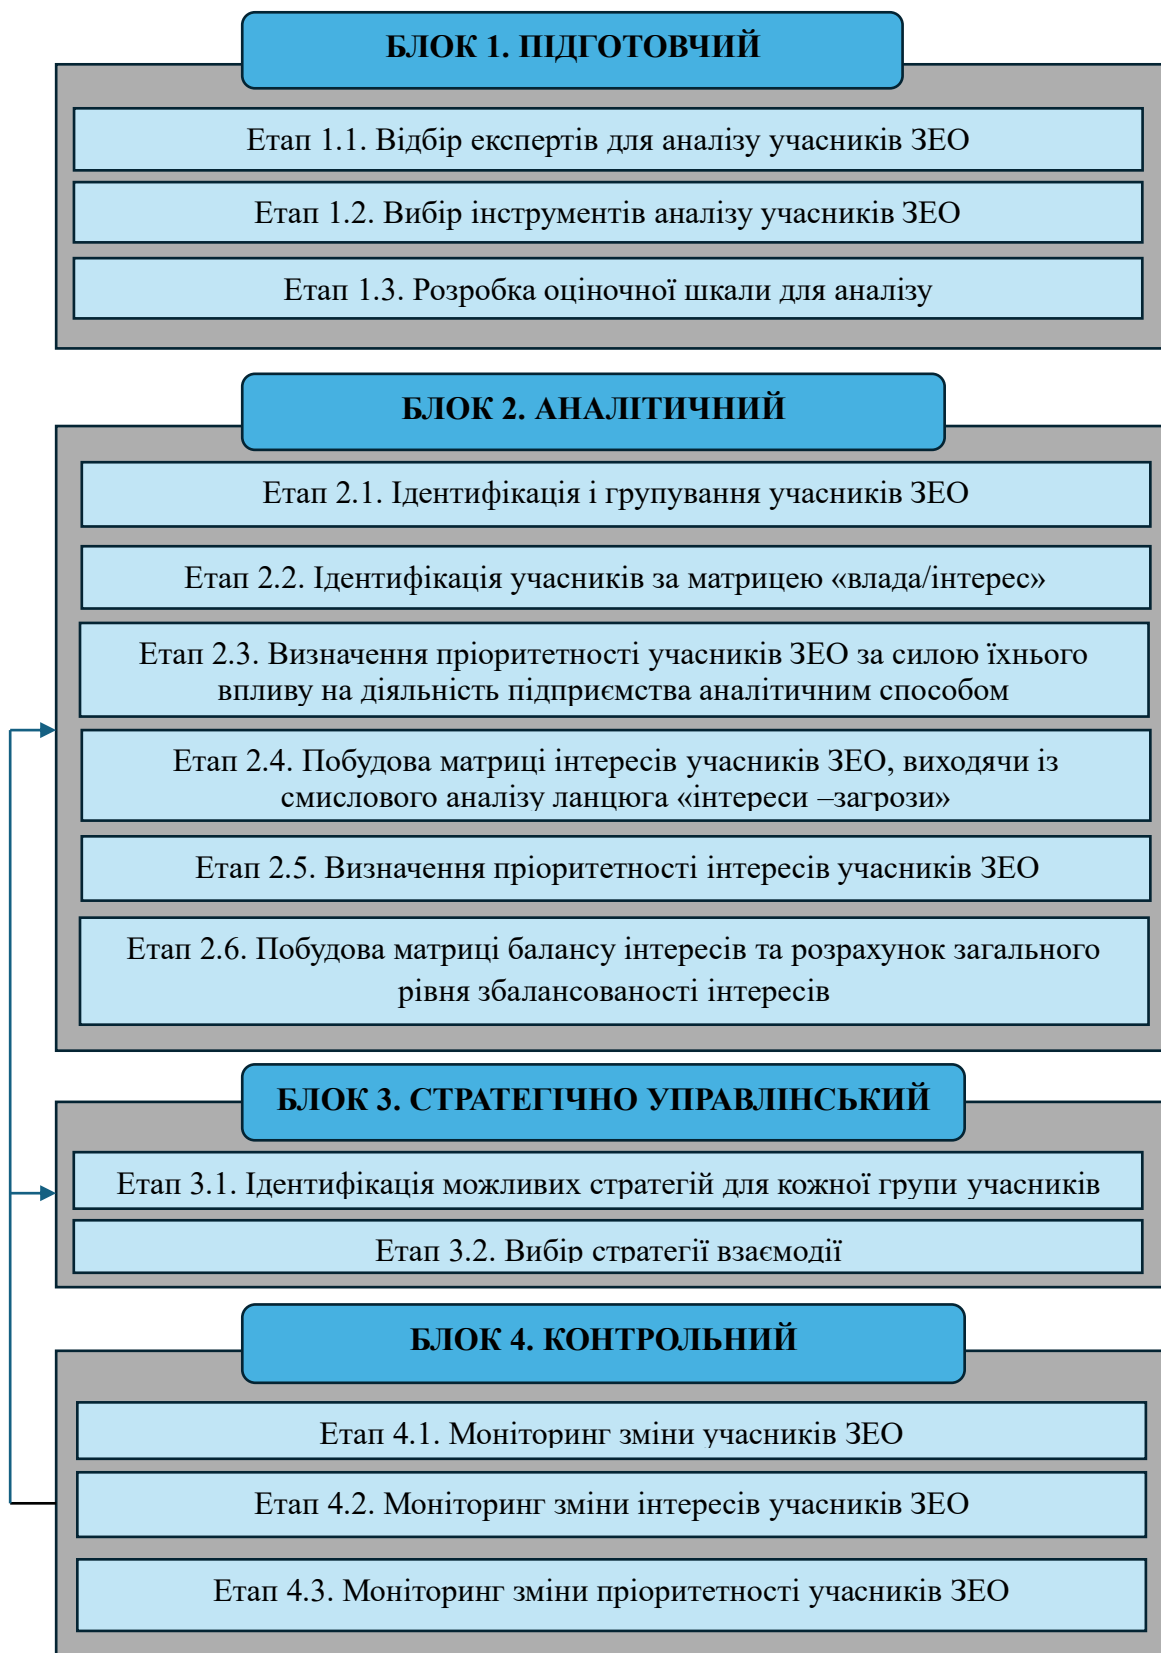 БЛОК 1. ПІДГОТОВЧИЙ
Етап 1.1. Відбір експертів для аналізу учасників ЗЕО
Етап 1.2. Вибір інструментів аналізу учасників ЗЕО
Етап 1.3. Розробка оціночної шкали для аналізу
БЛОК 2. АНАЛІТИЧНИЙ
Етап 2.1. Ідентифікація і групування учасників ЗЕО
Етап 2.2. Ідентифікація учасників за матрицею «влада/інтерес»
Етап 2.3. Визначення пріоритетності учасників ЗЕО за силою їхнього
впливу на діяльність підприємства аналітичним способом
Етап 2.4. Побудова матриці інтересів учасників ЗЕО, виходячи із
смислового аналізу ланцюга «інтереси –загрози»
Етап 2.5. Визначення пріоритетності інтересів учасників ЗЕО
Етап 2.6. Побудова матриці балансу інтересів та розрахунок загального
рівня збалансованості інтересів
БЛОК 3. СТРАТЕГІЧНО УПРАВЛІНСЬКИЙ
Етап 3.1. Ідентифікація можливих стратегій для кожної групи учасників
Етап 3.2. Вибір стратегії взаємодії
БЛОК 4. КОНТРОЛЬНИЙ
Етап 4.1. Моніторинг зміни учасників ЗЕО
Етап 4.2. Моніторинг зміни інтересів учасників ЗЕО
Етап 4.3. Моніторинг зміни пріоритетності учасників ЗЕО